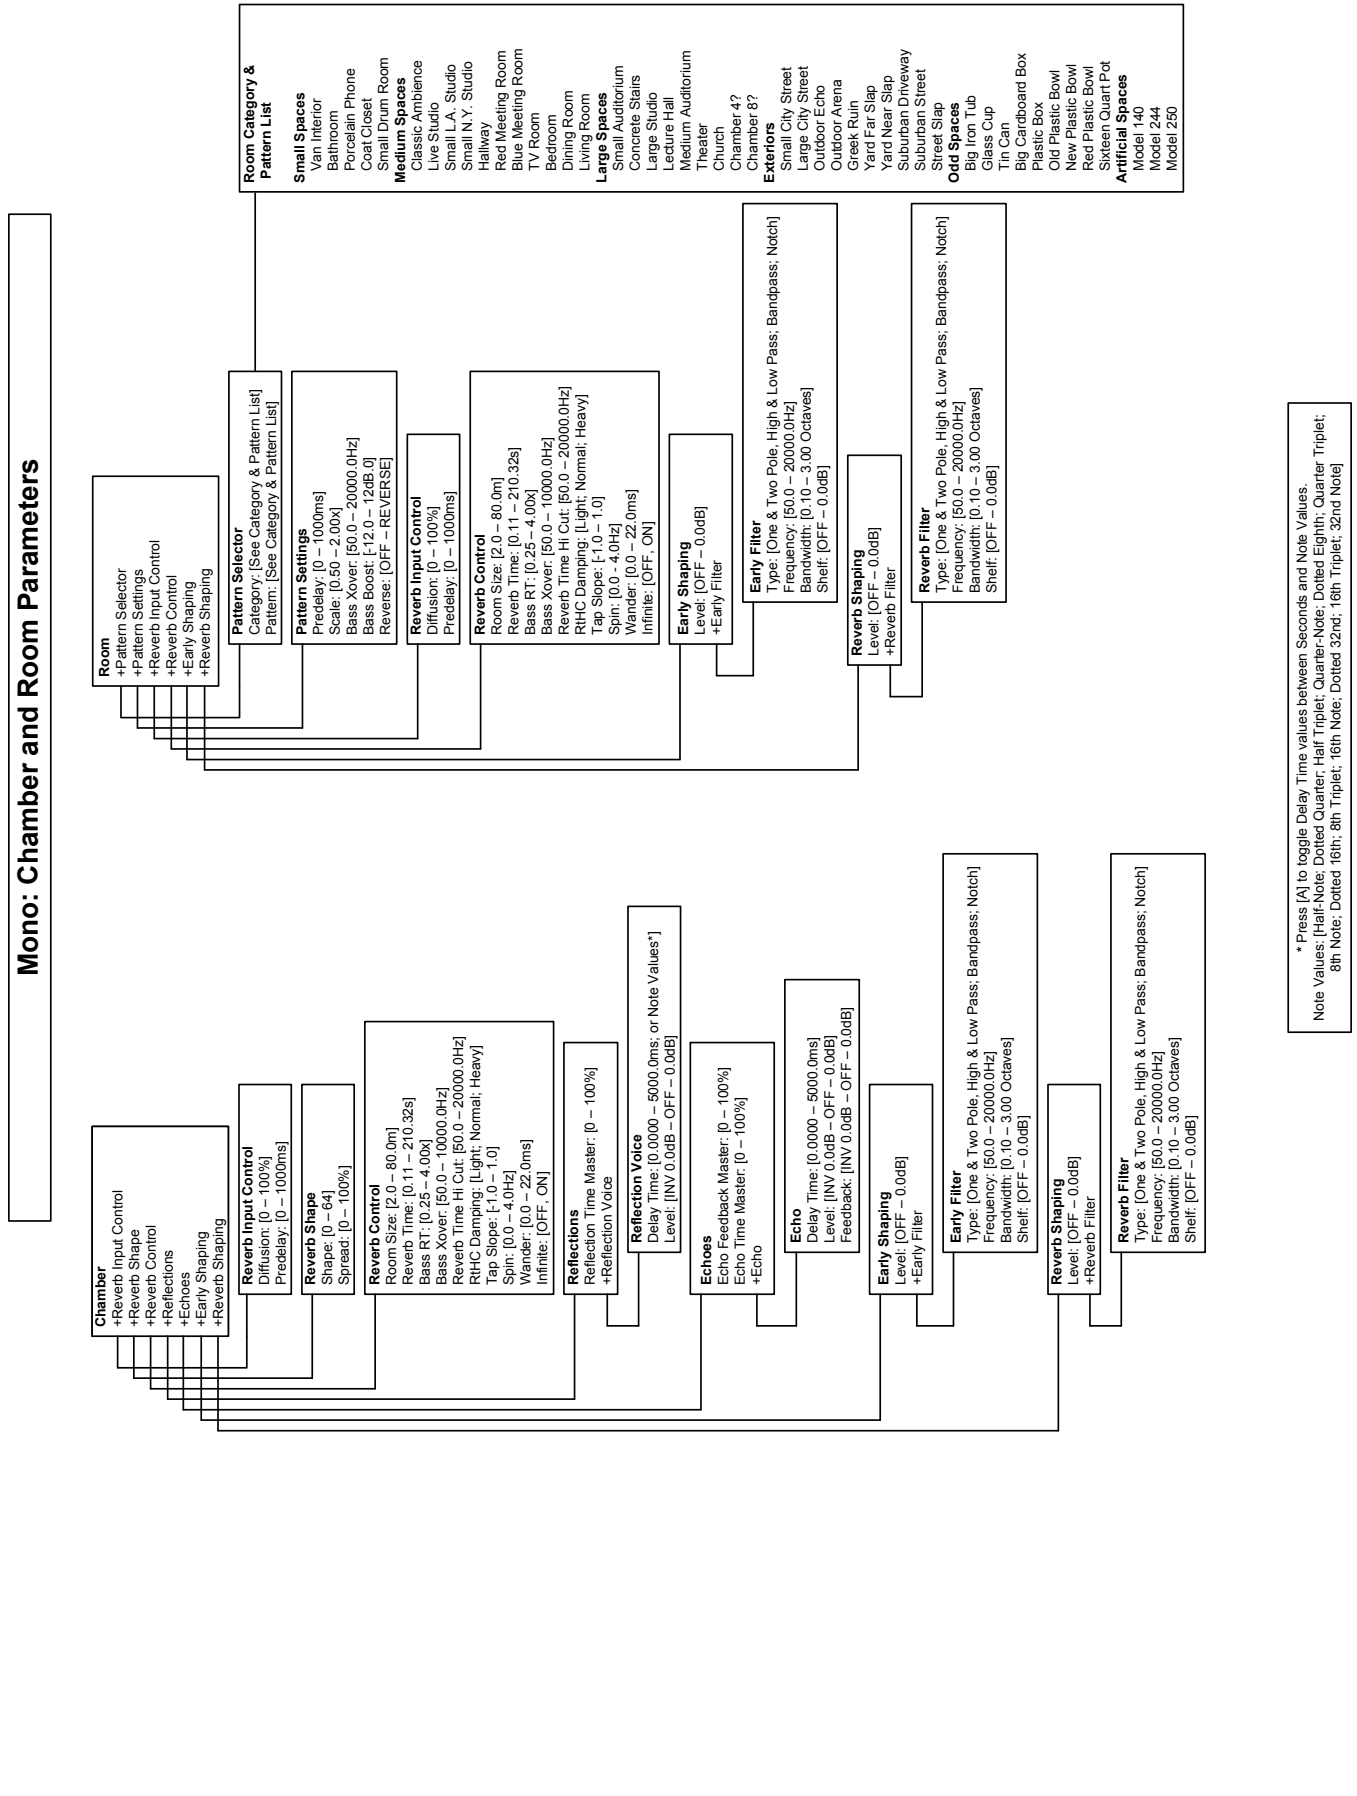 Mono: Chamber and Room Parameters
Chamber
+Reverb Input Control
+Reverb Shape
+Reverb Control
+Reflections
+Echoes
+Early Shaping
+Reverb Shaping
Reverb Input Control
Diffusion: [0 – 100%]
Predelay: [0 – 1000ms]
Reverb Shape
Shape: [0 – 64]
Spread: [0 – 100%]
Reverb Control
Room Size: [2.0 – 80.0m]
Reverb Time: [0.11 – 210.32s]
Bass RT: [0.25 – 4.00x]
Bass Xover: [50.0 – 10000.0Hz]
Reverb Time Hi Cut: [50.0 – 20000.0Hz]
RtHC Damping: [Light; Normal; Heavy]
Tap Slope: [-1.0 – 1.0]
Spin: [0.0 – 4.0Hz]
Wander: [0.0 – 22.0ms]
Infinite: [OFF, ON]
Reflections
Reflection Time Master: [0 – 100%]
+Reflection Voice
Reflection Voice
Delay Time: [0.0000 – 5000.0ms; or Note Values*]
Level: [INV 0.0dB – OFF – 0.0dB]
Echoes
Echo Feedback Master: [0 – 100%]
Echo Time Master: [0 – 100%]
+Echo
Echo
Delay Time: [0.0000 – 5000.0ms]
Level: [INV 0.0dB – OFF – 0.0dB]
Feedback: [INV 0.0dB – OFF – 0.0dB]
Early Shaping
Level: [OFF – 0.0dB]
+Early Filter
Early Filter
Type: [One & Two Pole, High & Low Pass; Bandpass; Notch]
Frequency: [50.0 – 20000.0Hz]
Bandwidth: [0.10 – 3.00 Octaves]
Shelf: [OFF – 0.0dB]
Reverb Shaping
Level: [OFF – 0.0dB]
+Reverb Filter
Reverb Filter
Type: [One & Two Pole, High & Low Pass; Bandpass; Notch]
Frequency: [50.0 – 20000.0Hz]
Bandwidth: [0.10 – 3.00 Octaves]
Shelf: [OFF – 0.0dB]
Room
+Pattern Selector
+Pattern Settings
+Reverb Input Control
+Reverb Control
+Early Shaping
+Reverb Shaping
Pattern Selector
Category: [See Category & Pattern List]
Pattern: [See Category & Pattern List]
Pattern Settings
Predelay: [0 – 1000ms]
Scale: [0.50 – 2.00x]
Bass Xover: [50.0 – 20000.0Hz]
Bass Boost: [-12.0 – 12dB.0]
Reverse: [OFF – REVERSE]
Reverb Input Control
Diffusion: [0 – 100%]
Predelay: [0 – 1000ms]
Reverb Control
Room Size: [2.0 – 80.0m]
Reverb Time: [0.11 – 210.32s]
Bass RT: [0.25 – 4.00x]
Bass Xover: [50.0 – 10000.0Hz]
Reverb Time Hi Cut: [50.0 – 20000.0Hz]
RtHC Damping: [Light; Normal; Heavy]
Tap Slope: [-1.0 – 1.0]
Spin: [0.0 - 4.0Hz]
Wander: [0.0 – 22.0ms]
Infinite: [OFF, ON]
Early Shaping
Level: [OFF – 0.0dB]
+Early Filter
Early Filter
Type: [One & Two Pole, High & Low Pass; Bandpass; Notch]
Frequency: [50.0 – 20000.0Hz]
Bandwidth: [0.10 – 3.00 Octaves]
Shelf: [OFF – 0.0dB]
Reverb Shaping
Level: [OFF – 0.0dB]
+Reverb Filter
Reverb Filter
Type: [One & Two Pole, High & Low Pass; Bandpass; Notch]
Frequency: [50.0 – 20000.0Hz]
Bandwidth: [0.10 – 3.00 Octaves]
Shelf: [OFF – 0.0dB]
Room Category &
Pattern List
Small Spaces
Van Interior
Bathroom
Porcelain Phone
Coat Closet
Small Drum Room
Medium Spaces
Classic Ambience
Live Studio
Small L.A. Studio
Small N.Y. Studio
Hallway
Red Meeting Room
Blue Meeting Room
TV Room
Bedroom
Dining Room
Living Room
Large Spaces
Small Auditorium
Concrete Stairs
Large Studio
Lecture Hall
Medium Auditorium
Theater
Church
Chamber 4?
Chamber 8?
Exteriors
Small City Street
Large City Street
Outdoor Echo
Outdoor Arena
Greek Ruin
Yard Far Slap
Yard Near Slap
Suburban Driveway
Suburban Street
Street Slap
Odd Spaces
Big Iron Tub
Glass Cup
Tin Can
Big Cardboard Box
Plastic Box
Old Plastic Bowl
New Plastic Bowl
Red Plastic Bowl
Sixteen Quart Pot
Artificial Spaces
Model 140
Model 244
Model 250
* Press [A] to toggle Delay Time values between Seconds and Note Values.
Note Values: [Half-Note; Dotted Quarter; Half Triplet; Quarter-Note; Dotted Eighth; Quarter Triplet;
8th Note; Dotted 16th; 8th Triplet; 16th Note; Dotted 32nd; 16th Triplet; 32nd Note]